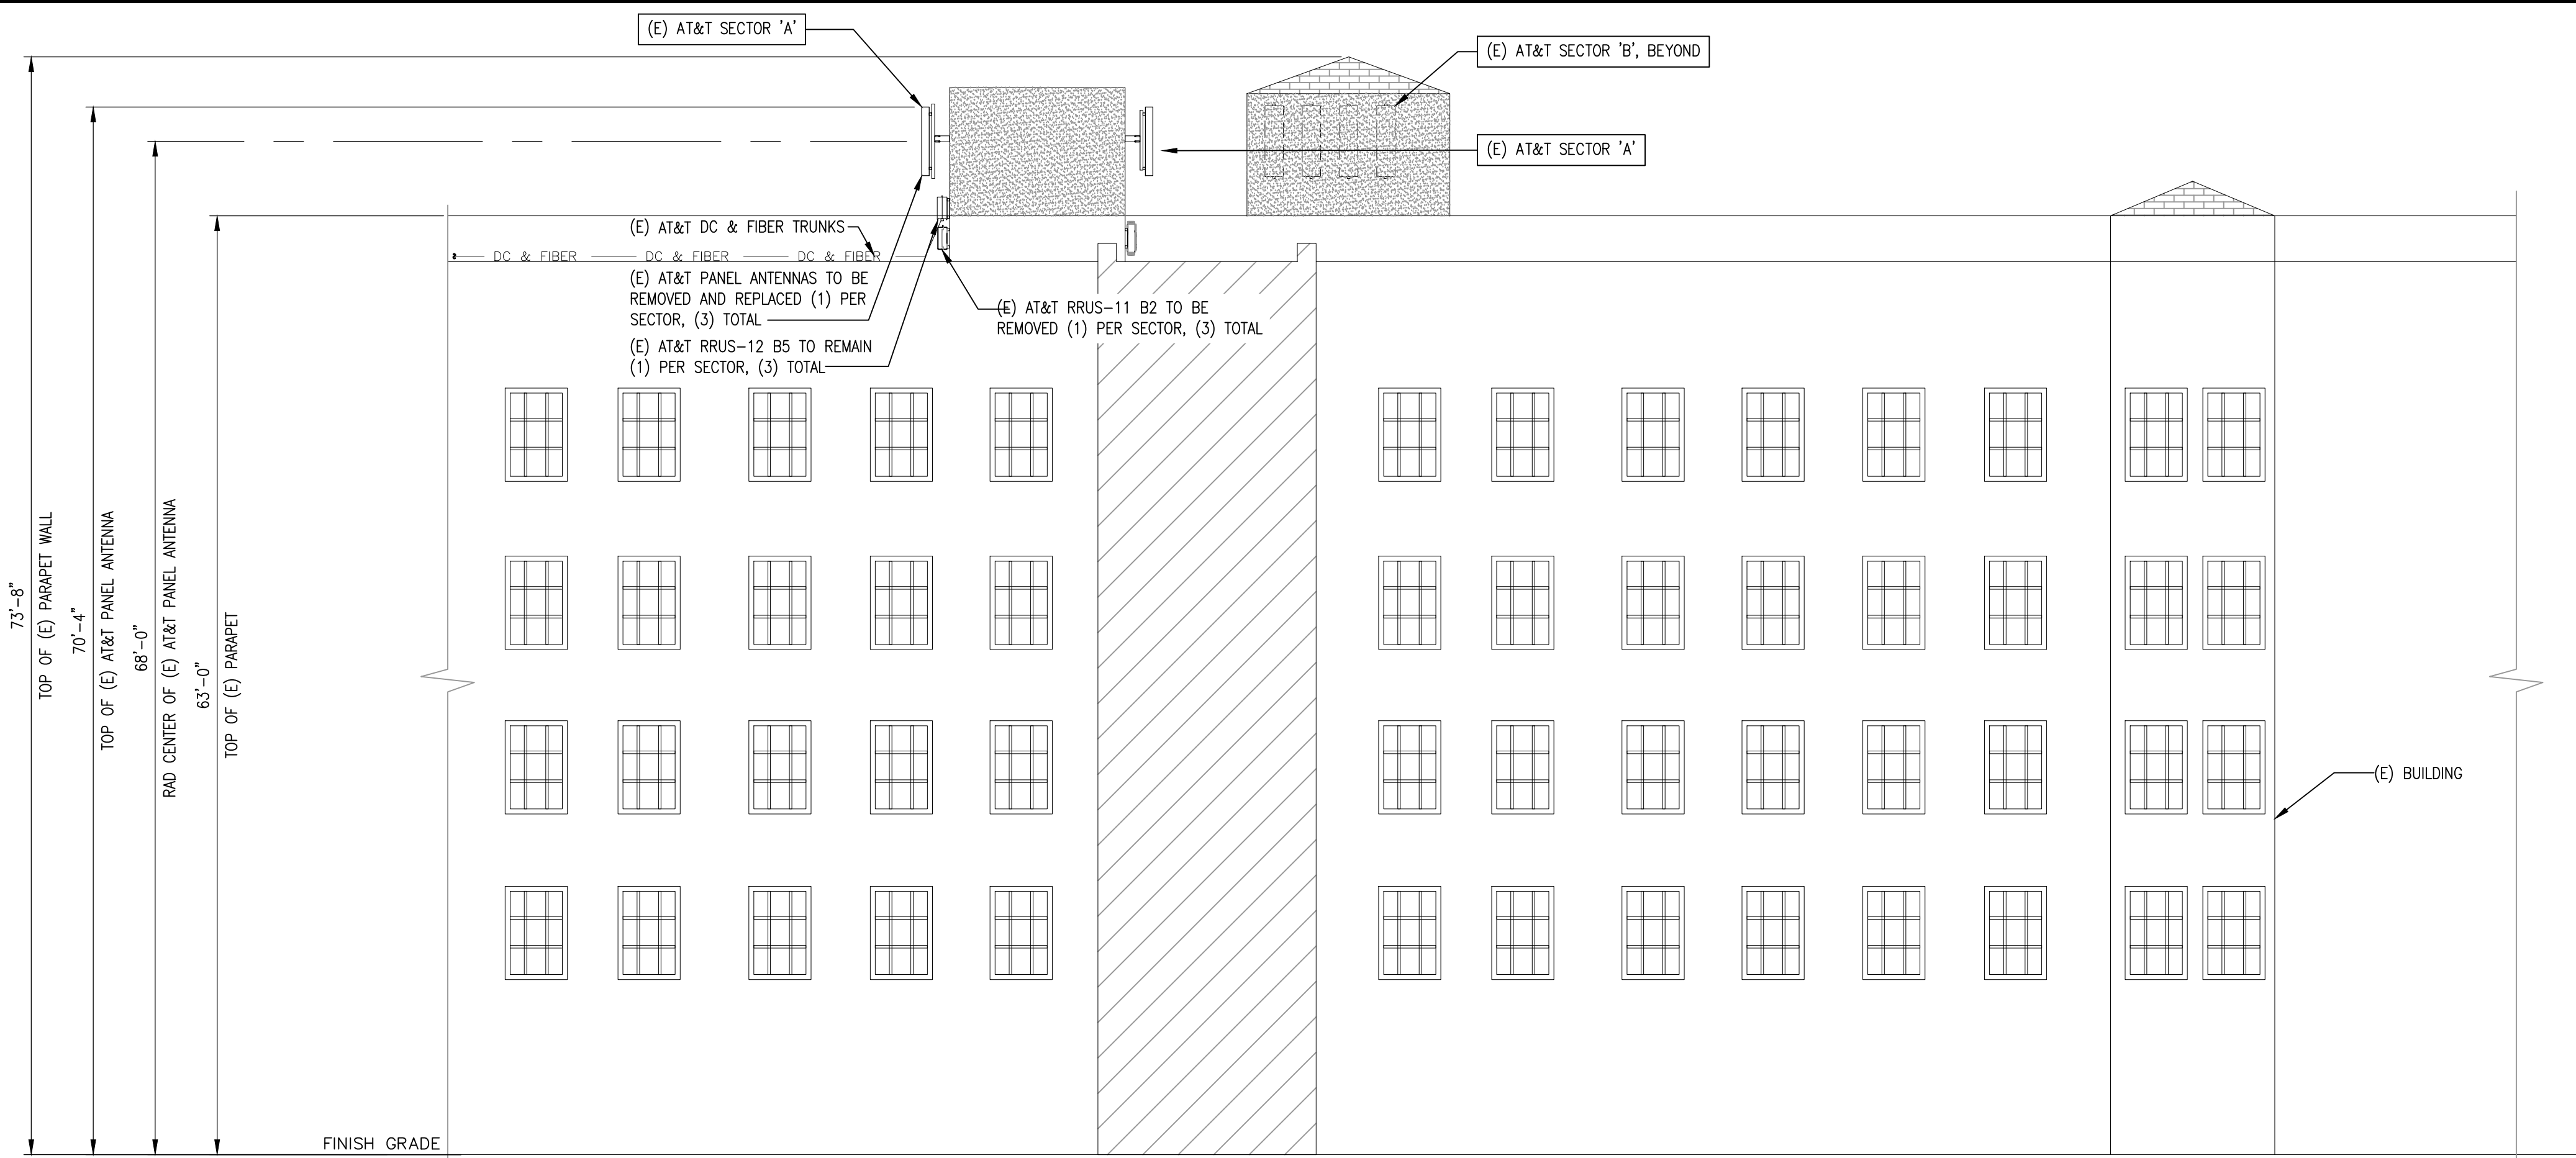 (E) AT&T SECTOR 'A'
(E) AT&T SECTOR 'B', BEYOND
(E) AT&T SECTOR 'A'
(E) AT&T DC & FIBER TRUNKS
DC & FIBER DC & FIBER DC & FIBER
(E) AT&T PANEL ANTENNAS TO BE
REMOVED AND REPLACED (1) PER
SECTOR, (3) TOTAL
(E) AT&T RRUS-11 B2 TO BE
REMOVED (1) PER SECTOR, (3) TOTAL
(E) AT&T RRUS-12 B5 TO REMAIN
(1) PER SECTOR, (3) TOTAL
73'-8"
TOP OF (E) PARAPET WALL
70'-4"
TOP OF (E) AT&T PANEL ANTENNA
68'-0"
RAD CENTER OF (E) AT&T PANEL ANTENNA
63'-0"
TOP OF (E) PARAPET
(E) BUILDING
FINISH GRADE